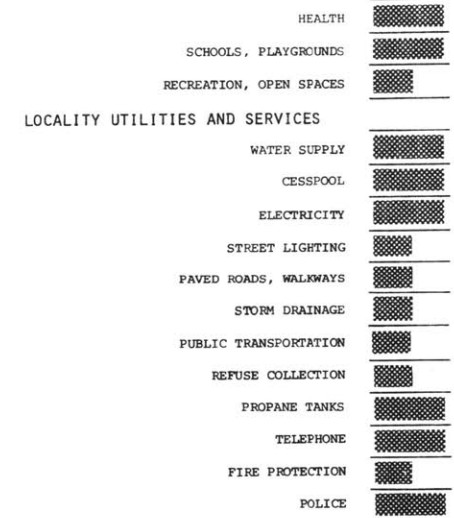 HEALTH
SCHOOLS, PLAYGROUNDS
RECREATION, OPEN SPACES
LOCALITY UTILITIES AND SERVICES
WATER SUPPLY
CESSPOOL
ELECTRICITY
STREET LIGHTING
PAVED ROADS, WALKWAYS
STORM DRAINAGE
PUBLIC TRANSPORTATION
REFUSE COLLECTION
PROPANE TANKS
TELEPHONE
FIRE PROTECTION
POLICE